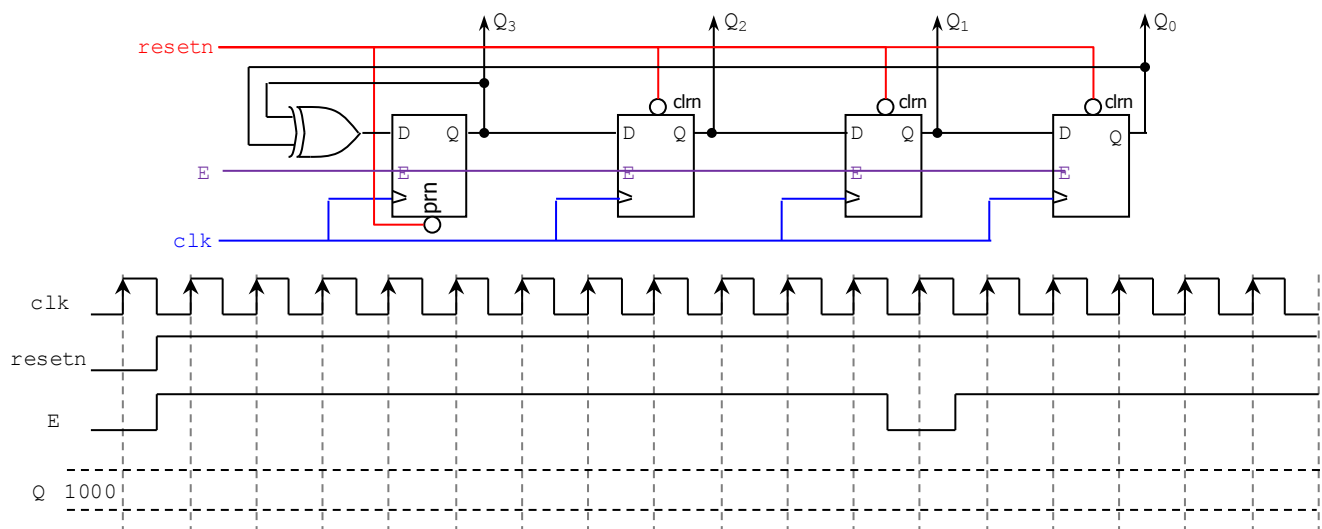 Q3 Q2 Q1 Q0
resetn
clrn clrn clrn
D Q D Q D Q D Q
E E E E E
prn
clk
clk
resetn
E
Q 1000